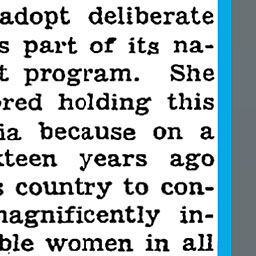 adopt deliberate
s part of its na-
t program. She
ored holding this
ia because on a
xteen years ago
s country to con-
magnificently in-
ble women in all